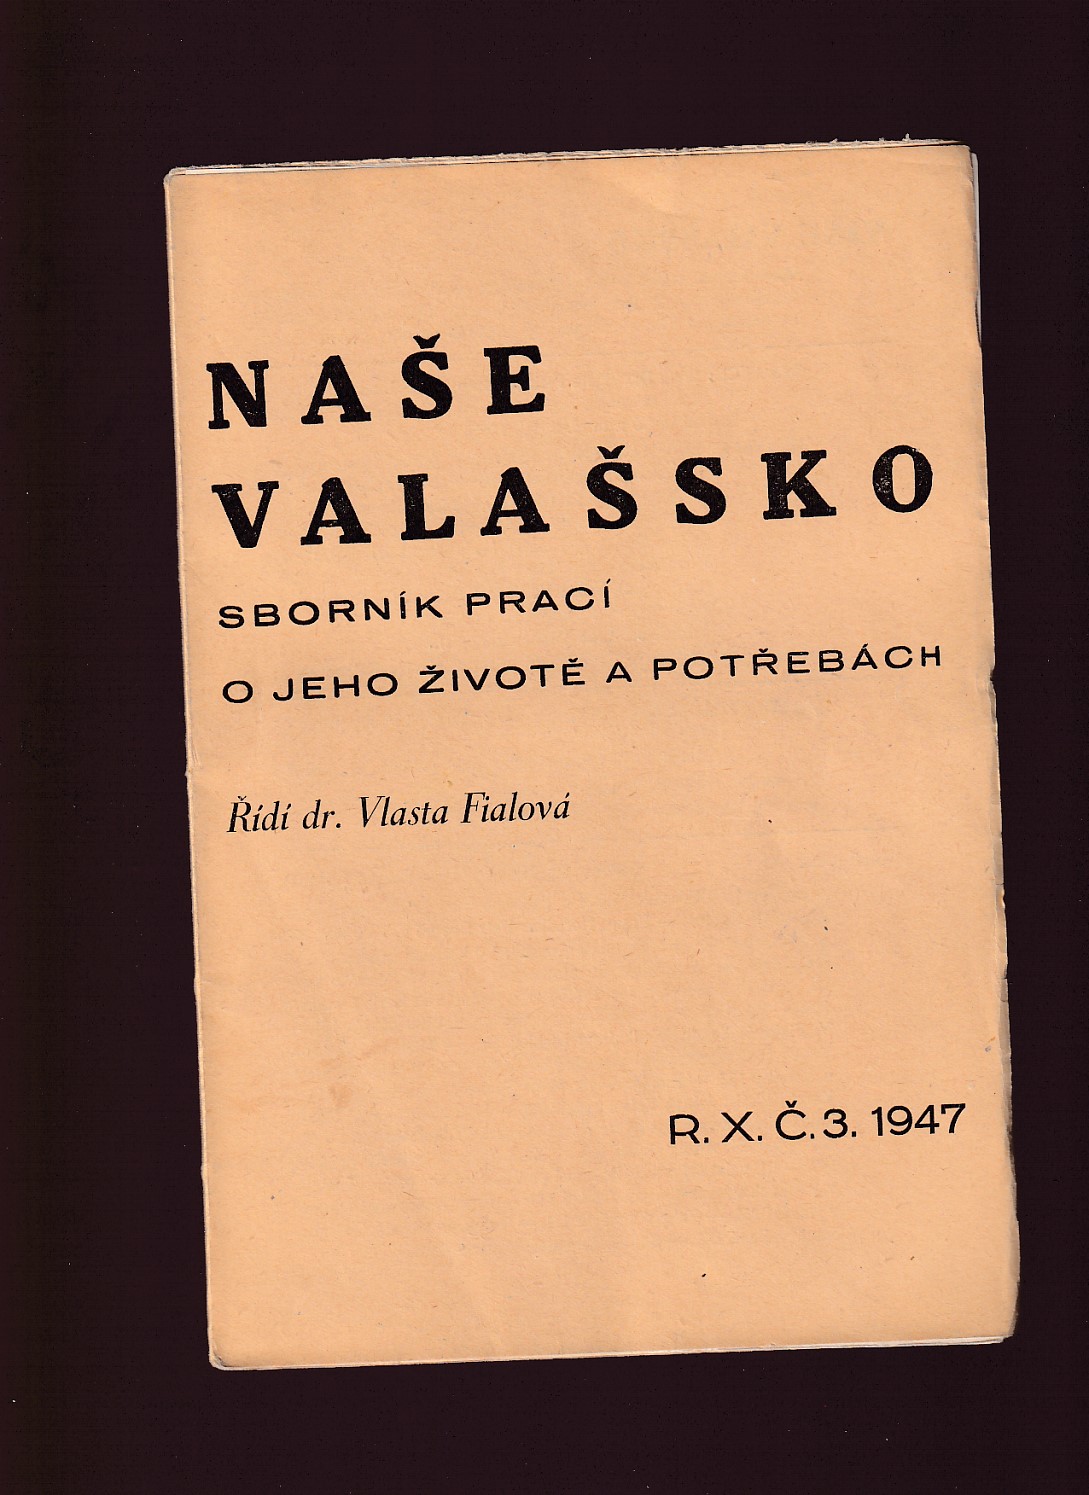 NAŠE
VALAŠSKO
SBORNÍK PRACÍ
O JEHO ŽIVOTĚ A POTŘEBÁCH
Řídí dr. Vlasta Fialová
R. X. Č. 3. 1947